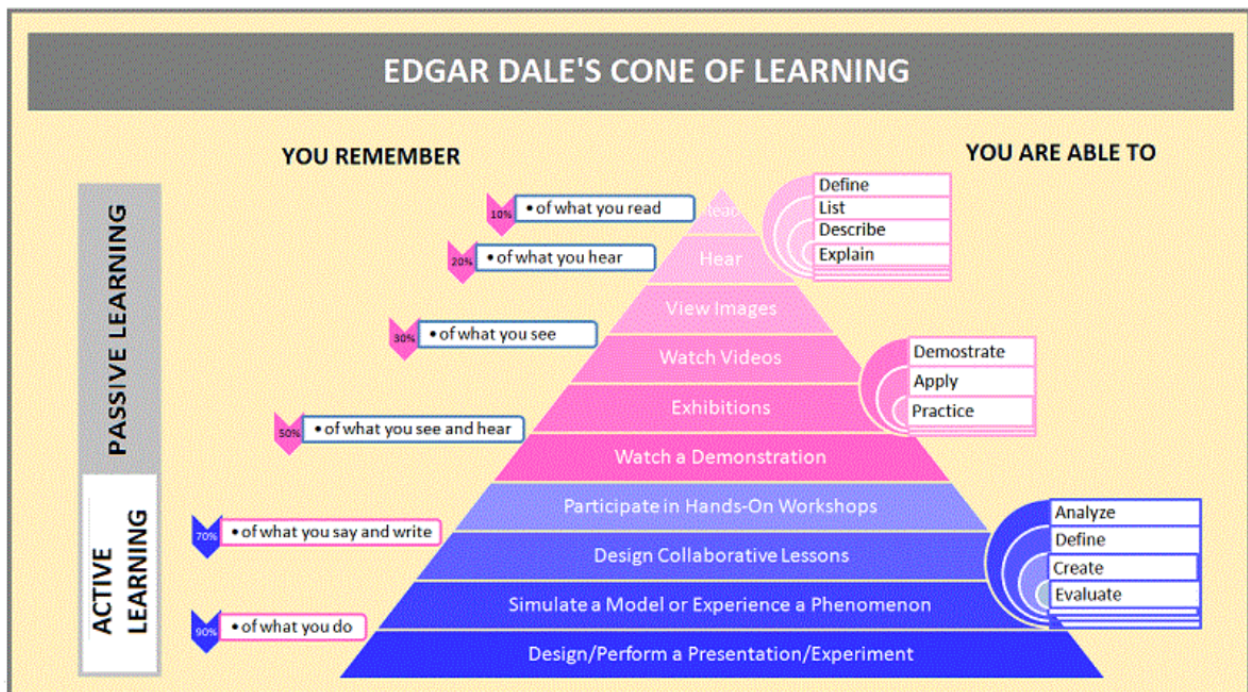 EDGAR DALE'S CONE OF LEARNING
YOU REMEMBER
YOU ARE ABLE TO
PASSIVE LEARNING
ACTIVE
LEARNING
10%
• of what you read
20%
• of what you hear
30%
• of what you see
50%
• of what you see and hear
70%
• of what you say and write
90%
• of what you do
Read
Hear
View Images
Watch Videos
Exhibitions
Watch a Demonstration
Participate in Hands-On Workshops
Design Collaborative Lessons
Simulate a Model or Experience a Phenomenon
Design/Perform a Presentation/Experiment
Define
List
Describe
Explain
Demostrate
Apply
Practice
Analyze
Define
Create
Evaluate